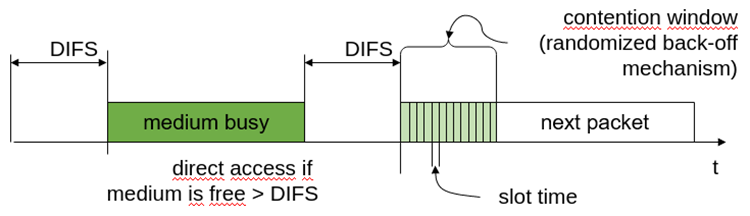 contention window
(randomized back-off
mechanism)
DIFS
DIFS
medium busy
next packet
direct access if
medium is free > DIFS
t
slot time